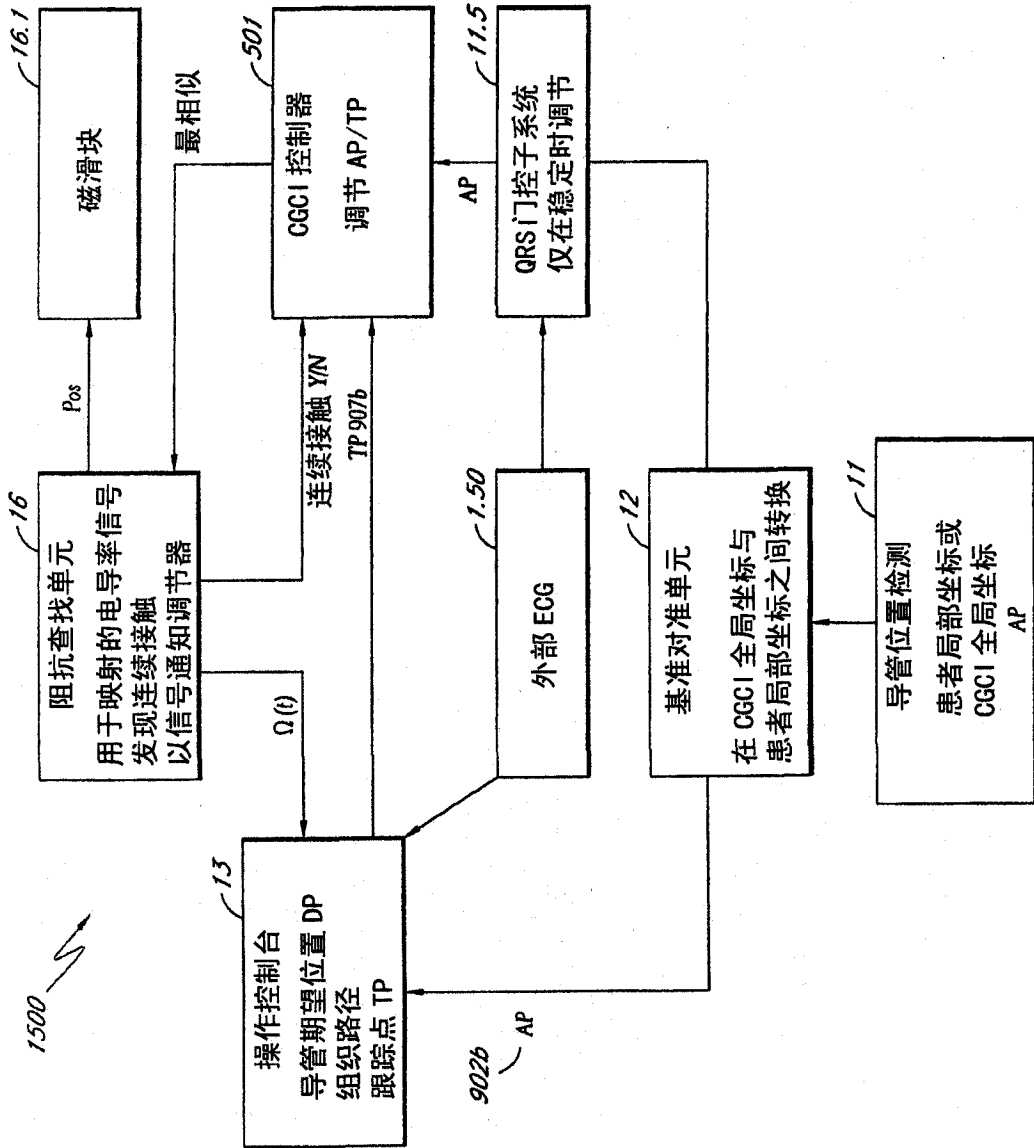 1500
16
阻抗查找单元
用于映射的电导率信号
发现连续接触
以信号通知调节器
Pos
16.1
磁滑块
最相似
501
CGCI 控制器
调节 AP/TP
连续接触 Y/N
TP 907b
Ω(t)
13
操作控制台
导管期望位置 DP
组织路径
跟踪点 TP
1.50
外部 ECG
AP
11.5
QRS门控子系统
仅在稳定时调节
902b
AP
12
基准对准单元
在 CGCI 全局坐标与
患者局部坐标之间转换
11
导管位置检测
患者局部坐标或
CGCI 全局坐标
AP